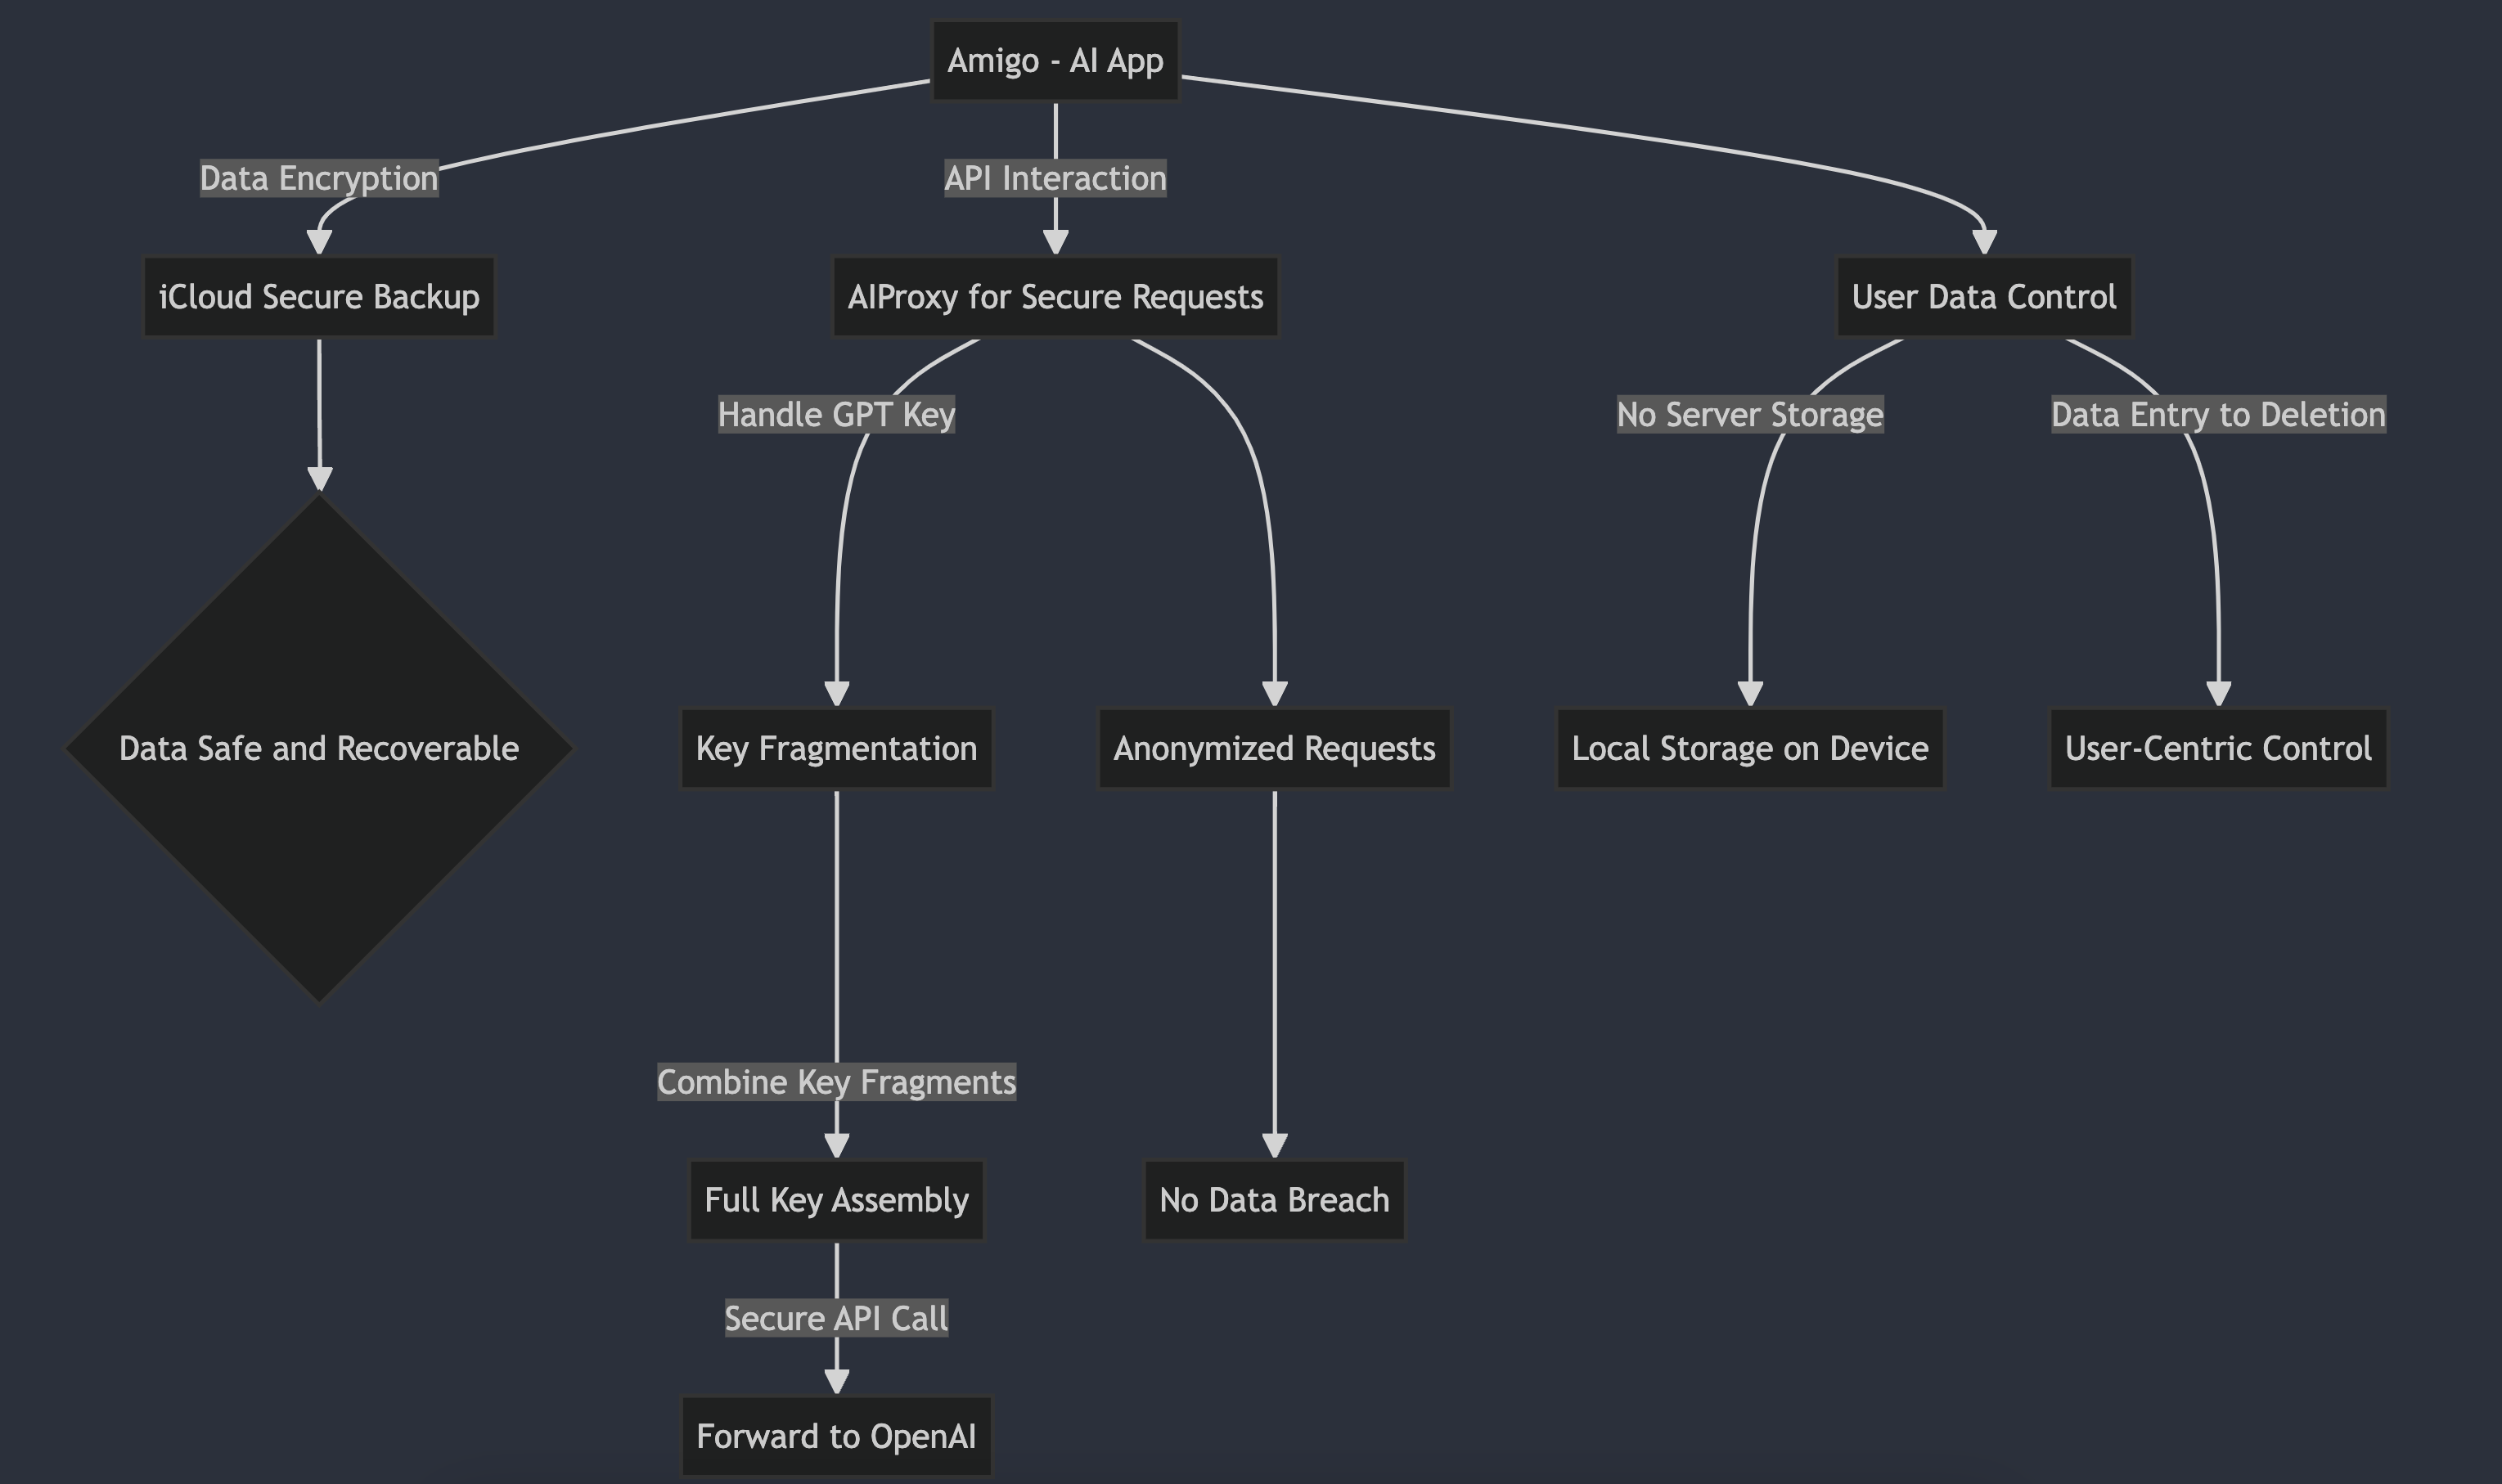 Amigo - AI App
Data Encryption
API Interaction
iCloud Secure Backup
AIProxy for Secure Requests
User Data Control
Handle GPT Key
No Server Storage
Data Entry to Deletion
Data Safe and Recoverable
Key Fragmentation
Anonymized Requests
Local Storage on Device
User-Centric Control
Combine Key Fragments
Full Key Assembly
No Data Breach
Secure API Call
Forward to OpenAI